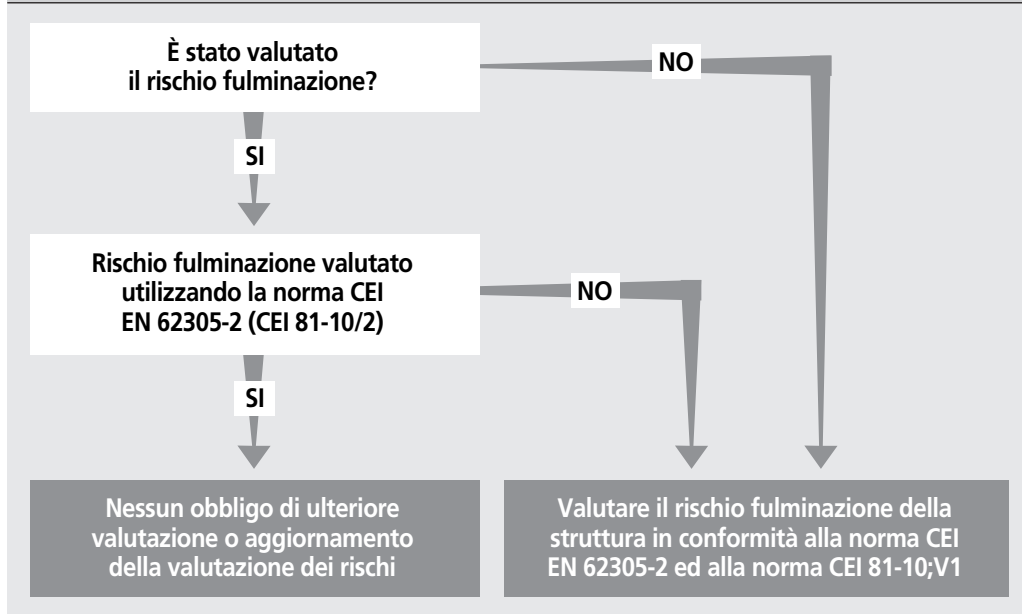 È stato valutato
il rischio fulminazione?
NO
SI
Rischio fulminazione valutato
utilizzando la norma CEI
EN 62305-2 (CEI 81-10/2)
NO
SI
Nessun obbligo di ulteriore
valutazione o aggiornamento
della valutazione dei rischi
Valutare il rischio fulminazione della
struttura in conformità alla norma CEI
EN 62305-2 ed alla norma CEI 81-10;V1